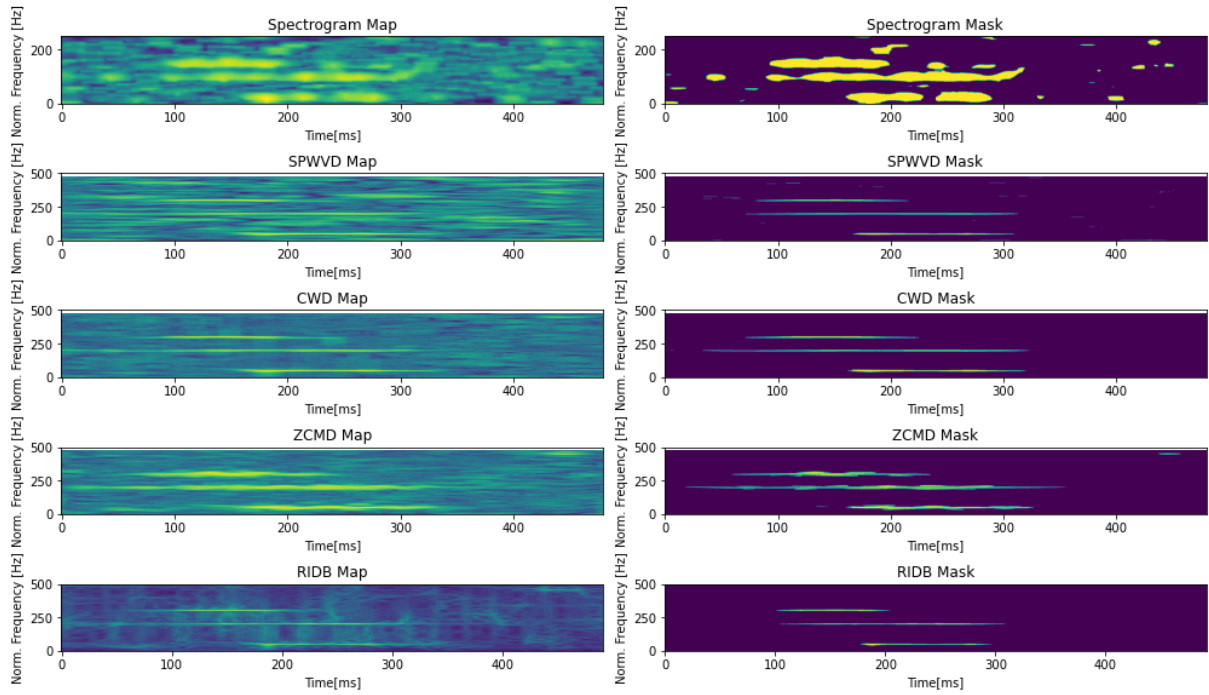 Spectrogram Map Spectrogram Mask
Norm. Frequency [Hz] 200 Norm. Frequency [Hz] 200
0 0
0 100 200 300 400 0 100 200 300 400
Time[ms] Time[ms]
SPWVD Map SPWVD Mask
Norm. Frequency [Hz] 500 Norm. Frequency [Hz] 500
250 250
0 0
0 100 200 300 400 0 100 200 300 400
Time[ms] Time[ms]
CWD Map CWD Mask
Norm. Frequency [Hz] 500 Norm. Frequency [Hz] 500
250 250
0 0
0 100 200 300 400 0 100 200 300 400
Time[ms] Time[ms]
ZCMD Map ZCMD Mask
Norm. Frequency [Hz] 500 Norm. Frequency [Hz] 500
250 250
0 0
0 100 200 300 400 0 100 200 300 400
Time[ms] Time[ms]
RIDB Map RIDB Mask
Norm. Frequency [Hz] 500 Norm. Frequency [Hz] 500
250 250
0 0
0 100 200 300 400 0 100 200 300 400
Time[ms] Time[ms]